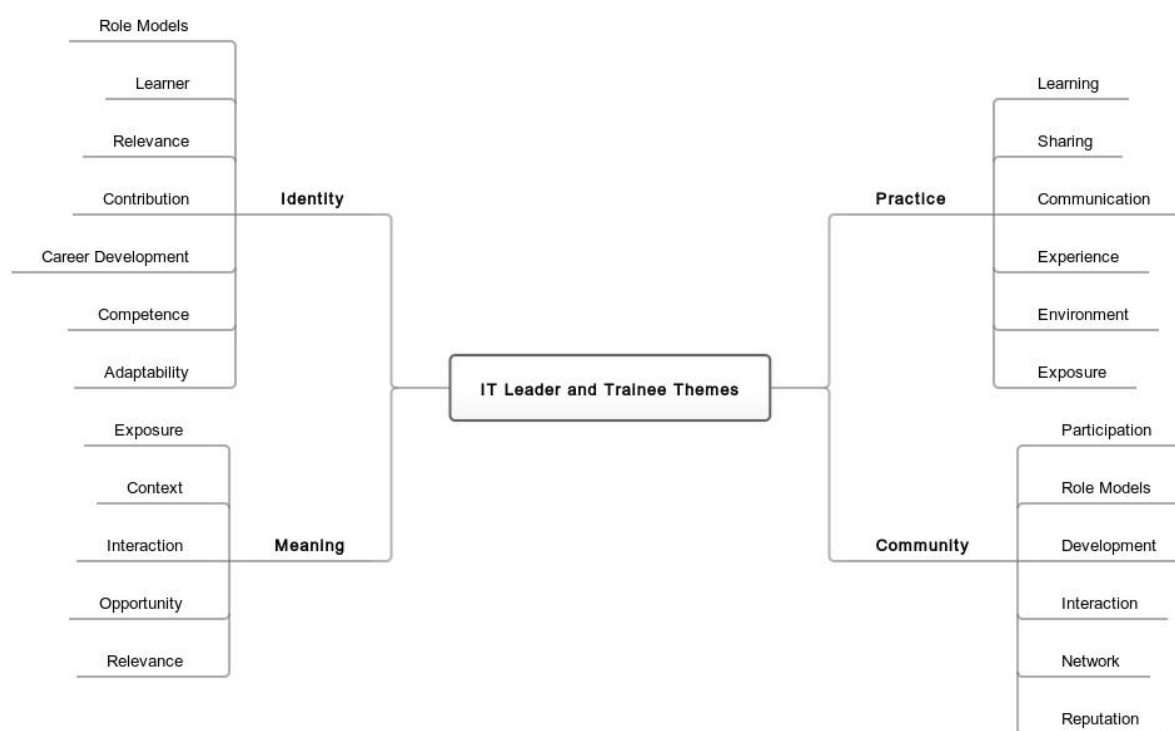 Role Models
Learner
Relevance
Contribution
Career Development
Competence
Adaptability
Identity
Exposure
Context
Interaction
Opportunity
Relevance
Meaning
IT Leader and Trainee Themes
Practice
Learning
Sharing
Communication
Experience
Environment
Exposure
Community
Participation
Role Models
Development
Interaction
Network
Reputation